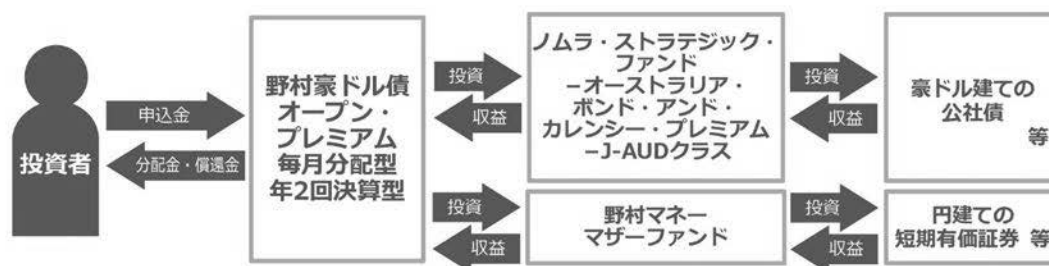 投資者
申込金
分配金・償還金
野村豪ドル債
オープン・
プレミアム
毎月分配型
年2回決算型
投資
収益
ノムラ・ストラテジック・
ファンド
−オーストラリア・
ボンド・アンド・
カレンシー・プレミアム
−J-AUDクラス
投資
収益
豪ドル建ての
公社債
等
投資
収益
野村マネー
マザーファンド
投資
収益
円建ての
短期有価証券 等